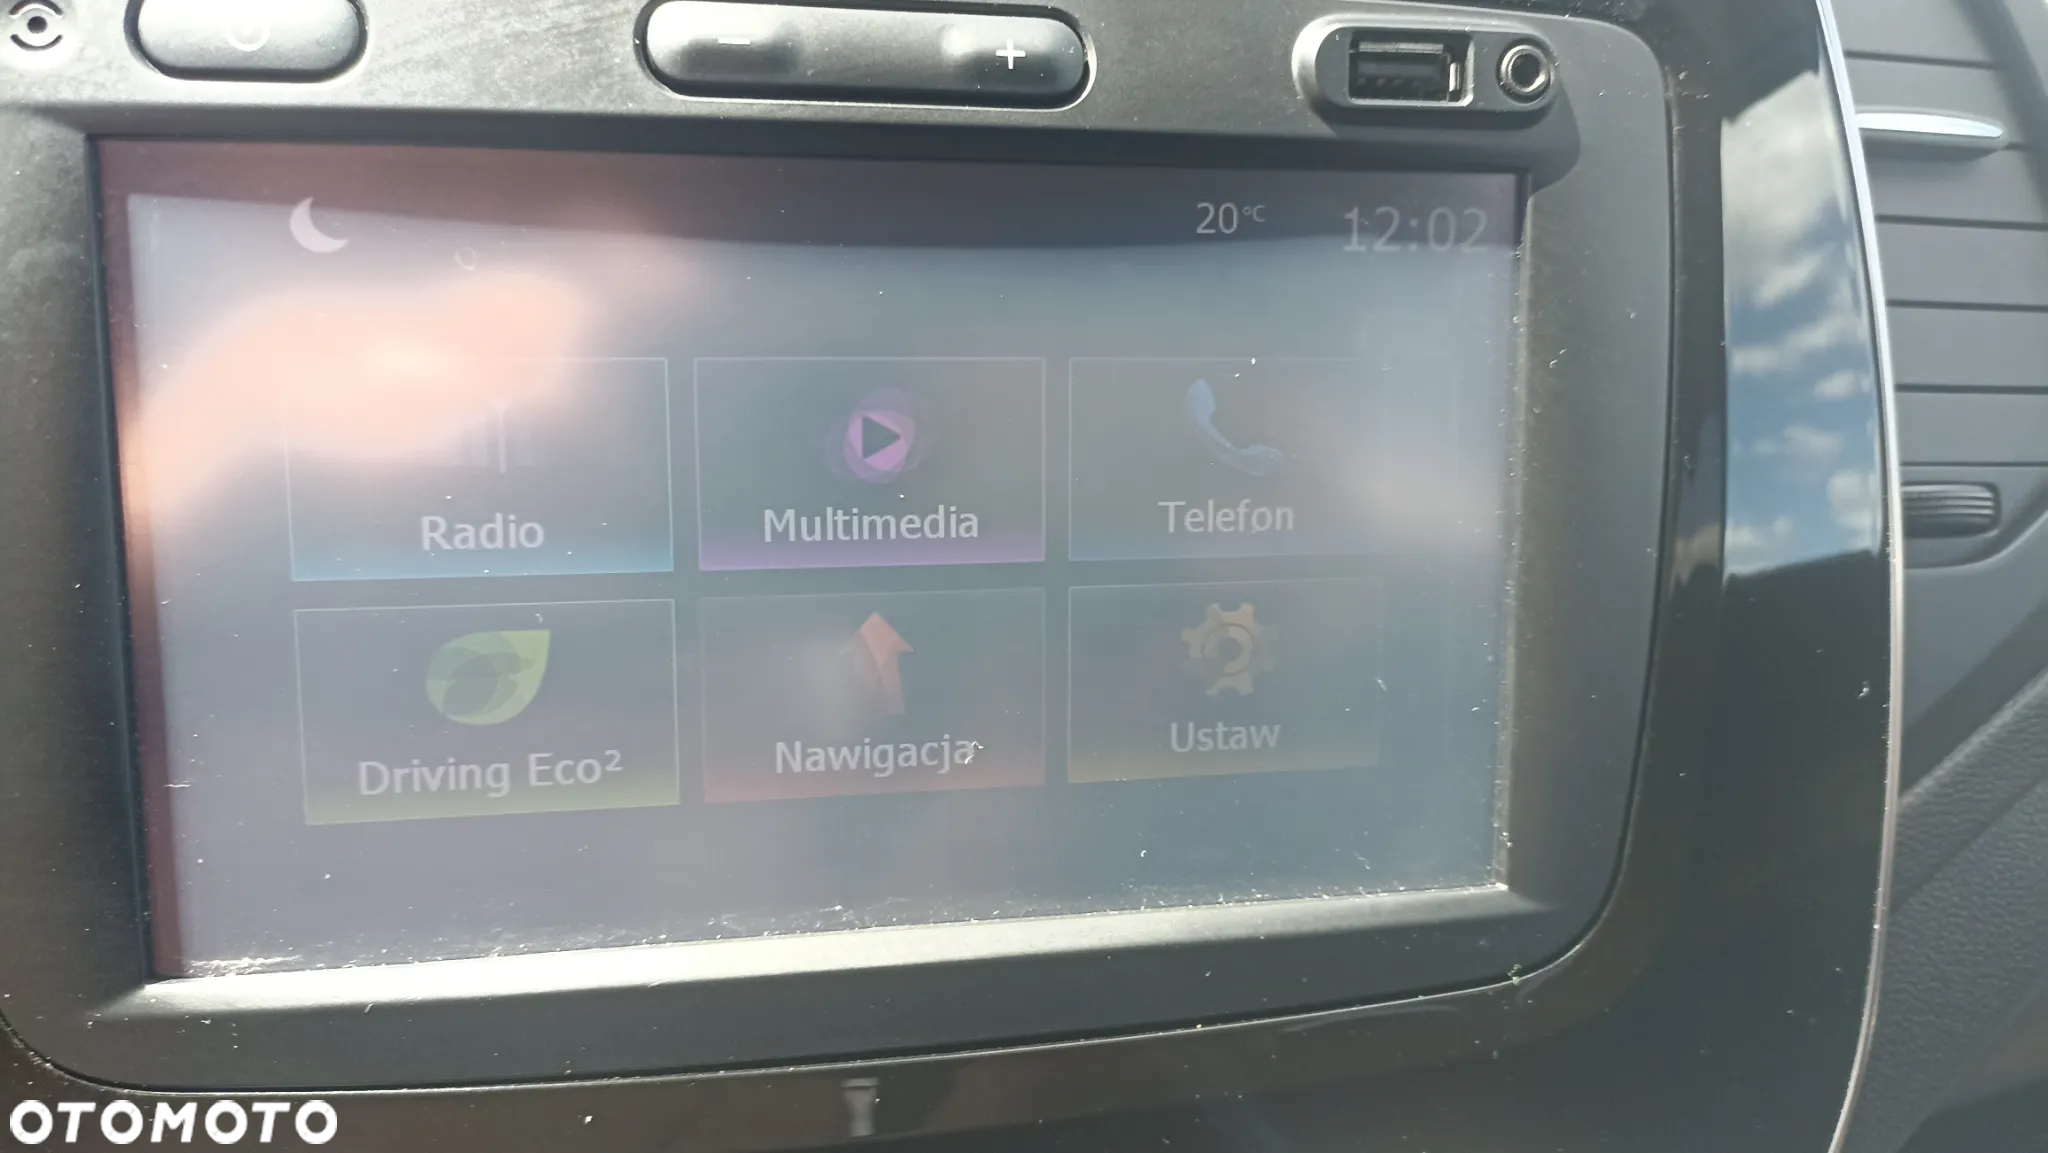 20°C 12:02
Radio Multimedia Telefon
Driving Eco² Nawigacja Ustaw
OTOMOTO